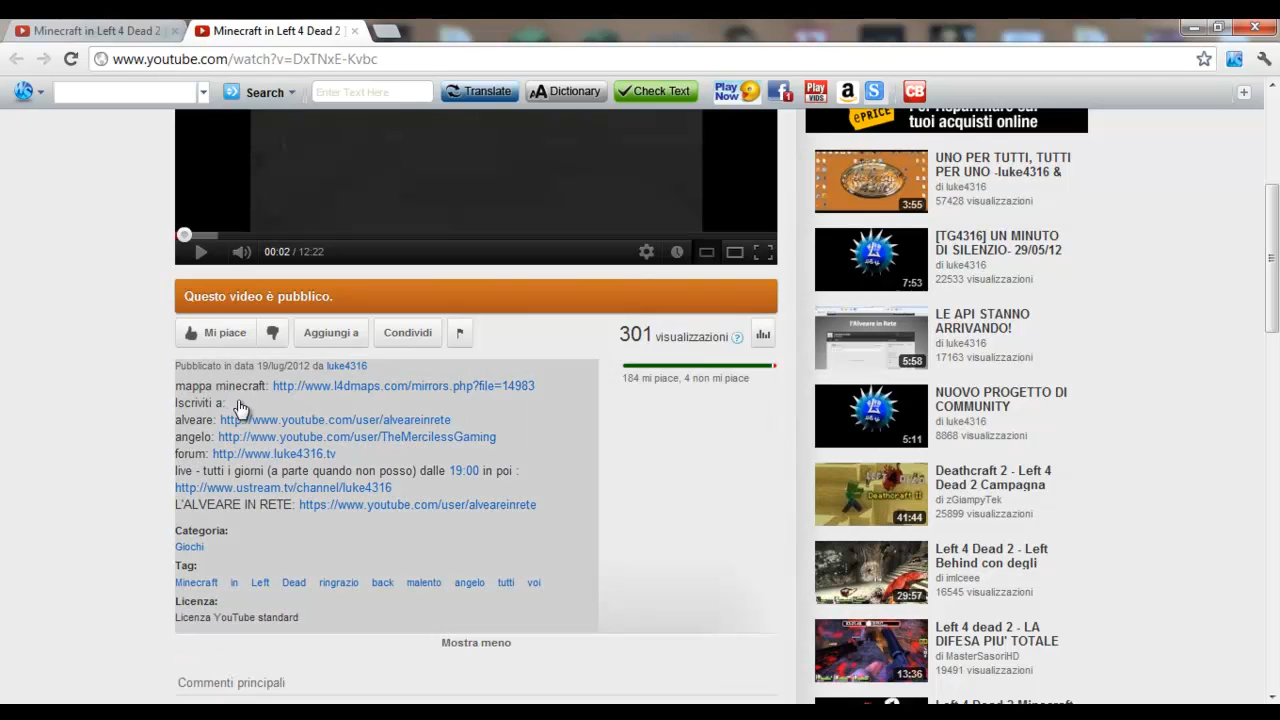 Minecraft in Left 4 Dead 2
Minecraft in Left 4 Dead 2
www.youtube.com/watch?v=DxTNxE-Kvbc
Search
Enter Text Here
Translate
Dictionary
Check Text
Play Now
1
Play VIDS
a
S
CB
ePRICE
tuoi acquisti online
00:02 / 12:22
Questo video è pubblico.
Mi piace
Aggiungi a
Condividi
301 visualizzazioni
Pubblicato in data 19/lug/2012 da luke4316
184 mi piace, 4 non mi piace
mappa minecraft: http://www.l4dmaps.com/mirrors.php?file=14983
Iscriviti a:
alveare: http://www.youtube.com/user/alveareinrete
angelo: http://www.youtube.com/user/TheMercilessGaming
forum: http://www.luke4316.tv
live - tutti i giorni (a parte quando non posso) dalle 19:00 in poi :
http://www.ustream.tv/channel/luke4316
L'ALVEARE IN RETE: https://www.youtube.com/user/alveareinrete
Categoria:
Giochi
Tag:
Minecraft in Left Dead ringrazio back malento angelo tutti voi
Licenza:
Licenza YouTube standard
Mostra meno
Commenti principali
UNO PER TUTTI, TUTTI
PER UNO -luke4316 &
di luke4316
57428 visualizzazioni
3:55
[TG4316] UN MINUTO
DI SILENZIO- 29/05/12
di luke4316
22533 visualizzazioni
7:53
LE API STANNO
ARRIVANDO!
di luke4316
17163 visualizzazioni
5:58
NUOVO PROGETTO DI
COMMUNITY
di luke4316
8868 visualizzazioni
5:11
Deathcraft 2 - Left 4
Dead 2 Campagna
di zGiampyTek
25899 visualizzazioni
Deathcraft II
41:44
Left 4 Dead 2 - Left
Behind con degli
di imlceee
16545 visualizzazioni
29:57
Left 4 dead 2 - LA
DIFESA PIU' TOTALE
di MasterSasoriHD
19491 visualizzazioni
13:36
Left 4 Dead 2 Minecraft